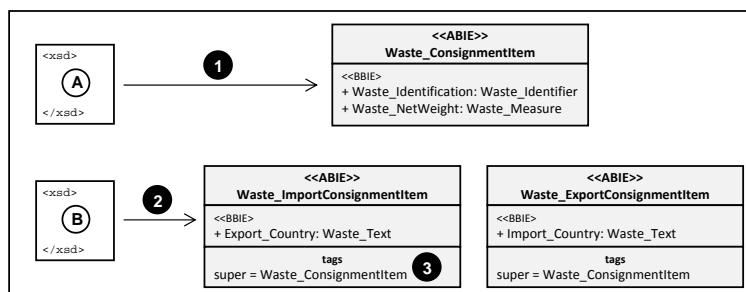 <xsd>
A
</xsd>
1
<<ABIE>>
Waste_ConsignmentItem
<<BBIE>>
+ Waste_Identification: Waste_Identifier
+ Waste_NetWeight: Waste_Measure
<xsd>
B
</xsd>
2
<<ABIE>>
Waste_ImportConsignmentItem
<<BBIE>>
+ Export_Country: Waste_Text
tags
super = Waste_ConsignmentItem
3
<<ABIE>>
Waste_ExportConsignmentItem
<<BBIE>>
+ Import_Country: Waste_Text
tags
super = Waste_ConsignmentItem